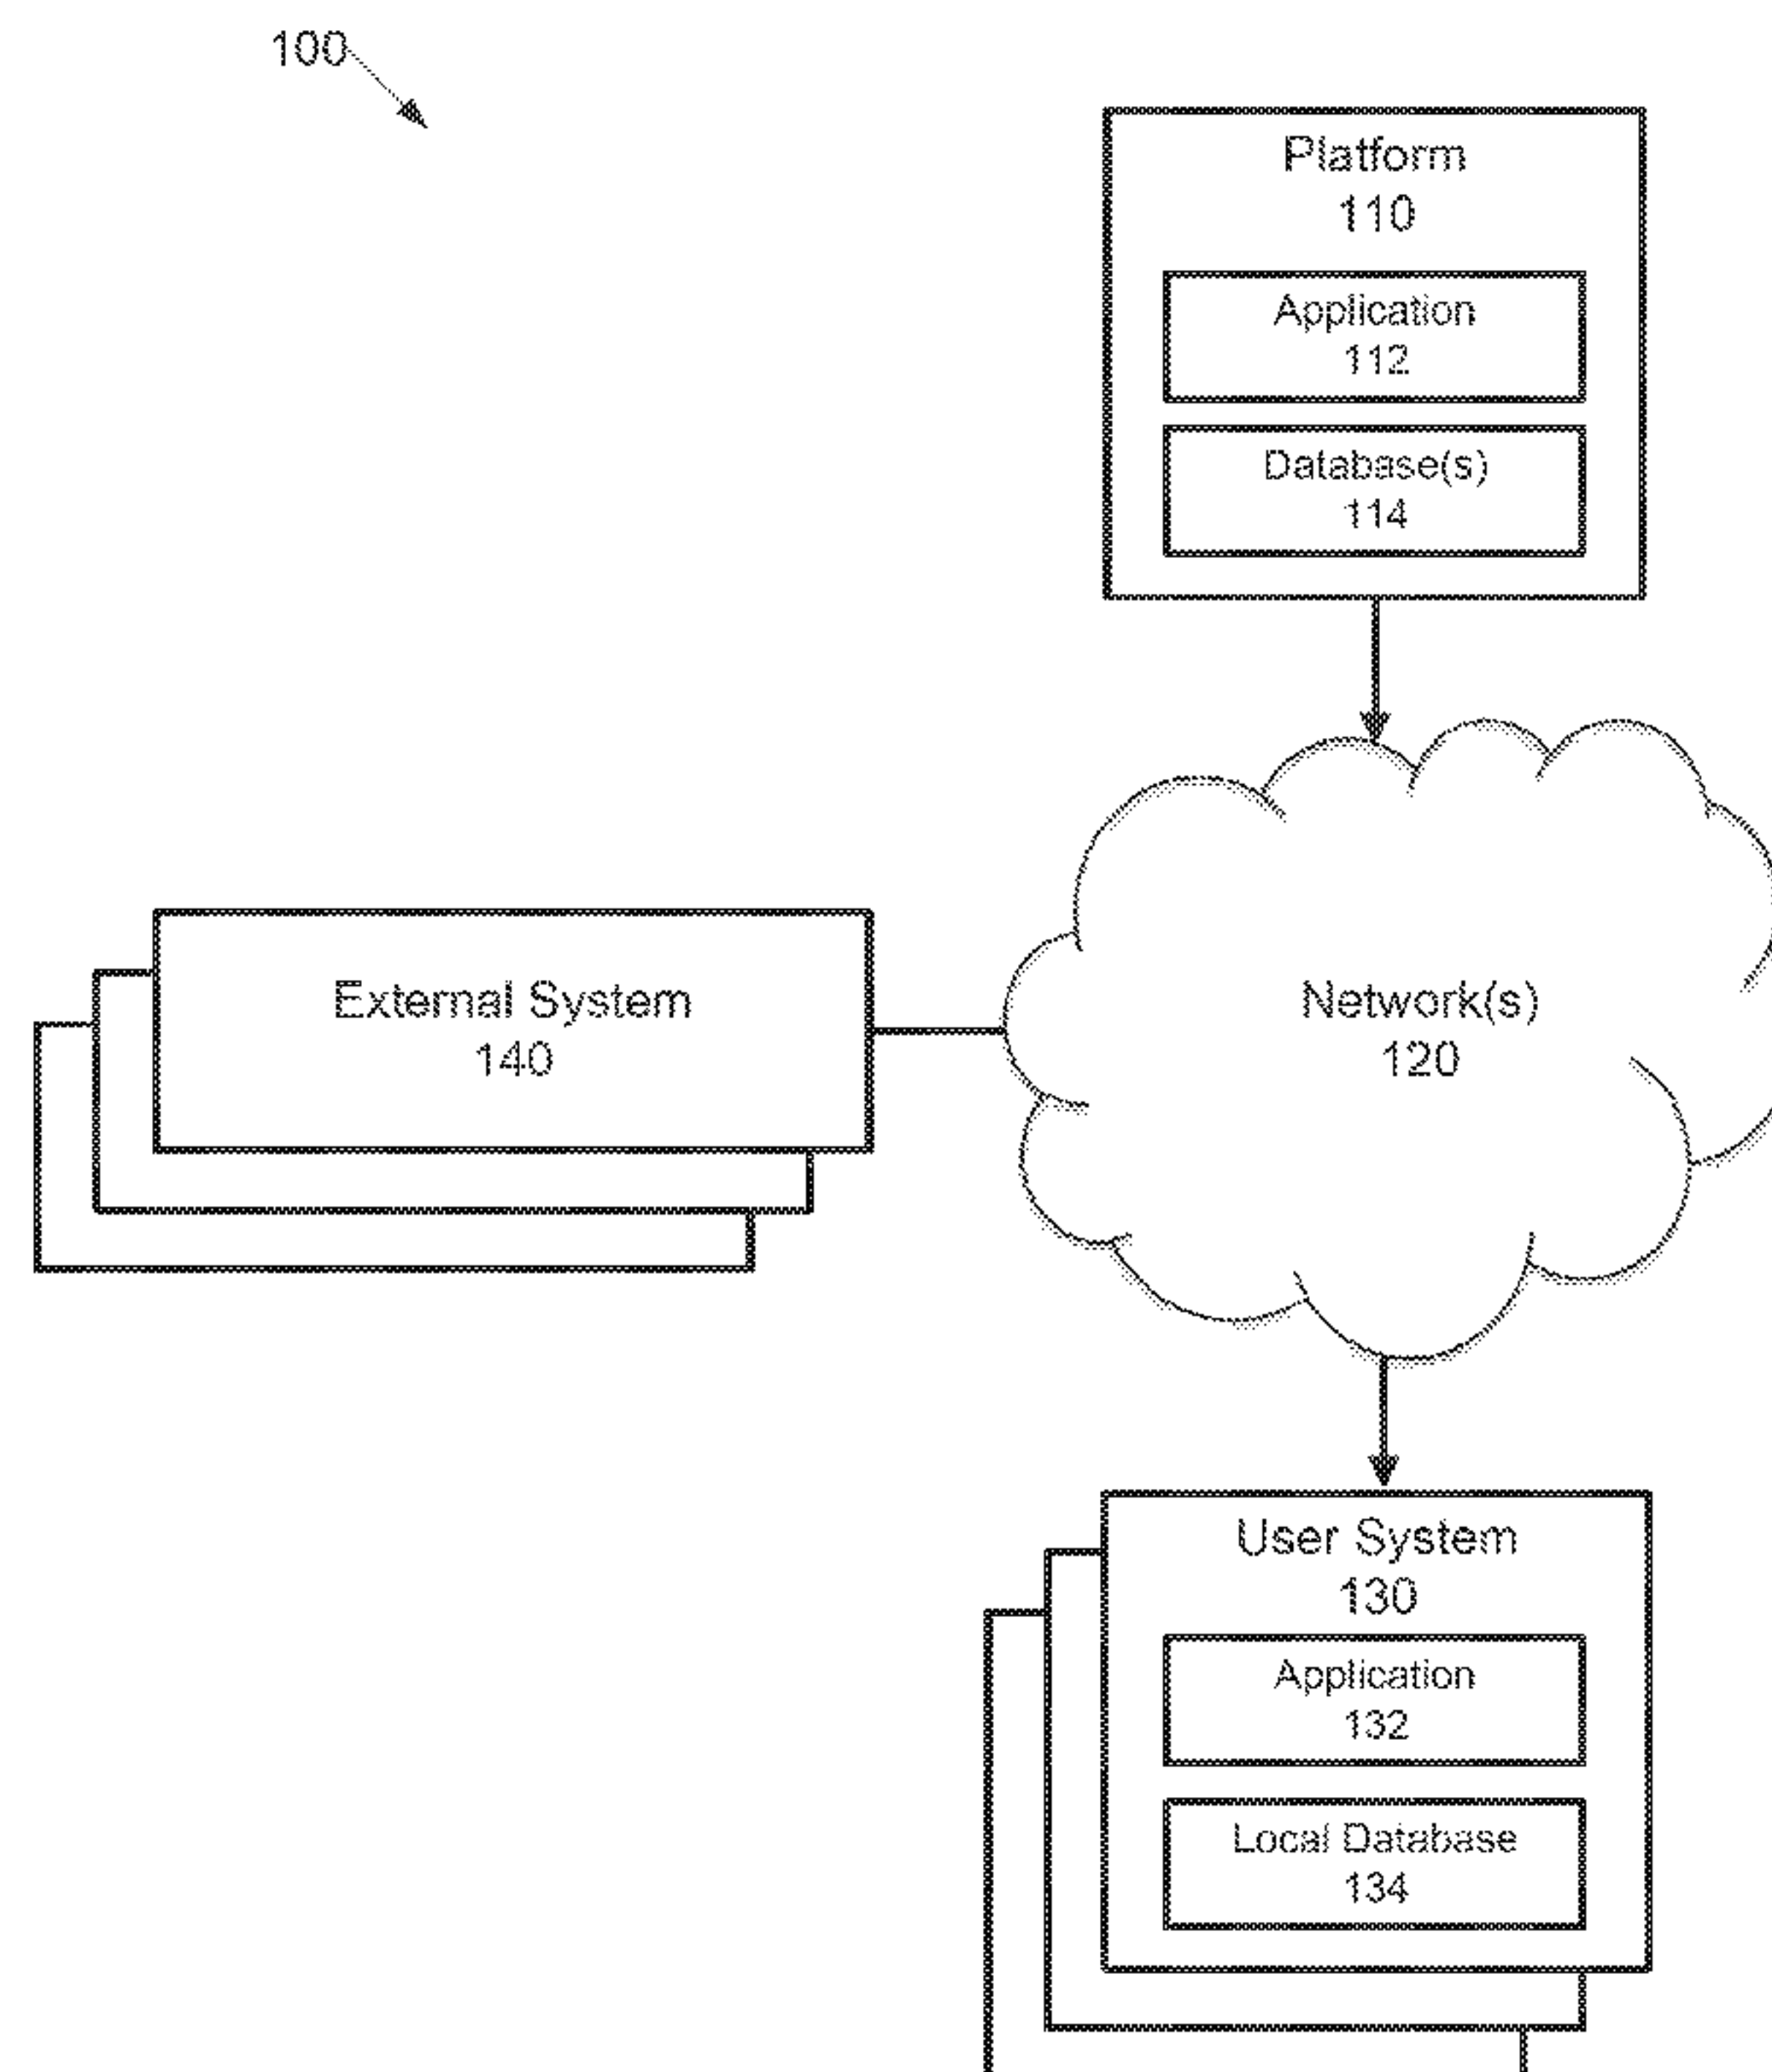 100
Platform
110
Application
112
Database(s)
114
External System
140
Network(s)
120
User System
130
Application
132
Local Database
134